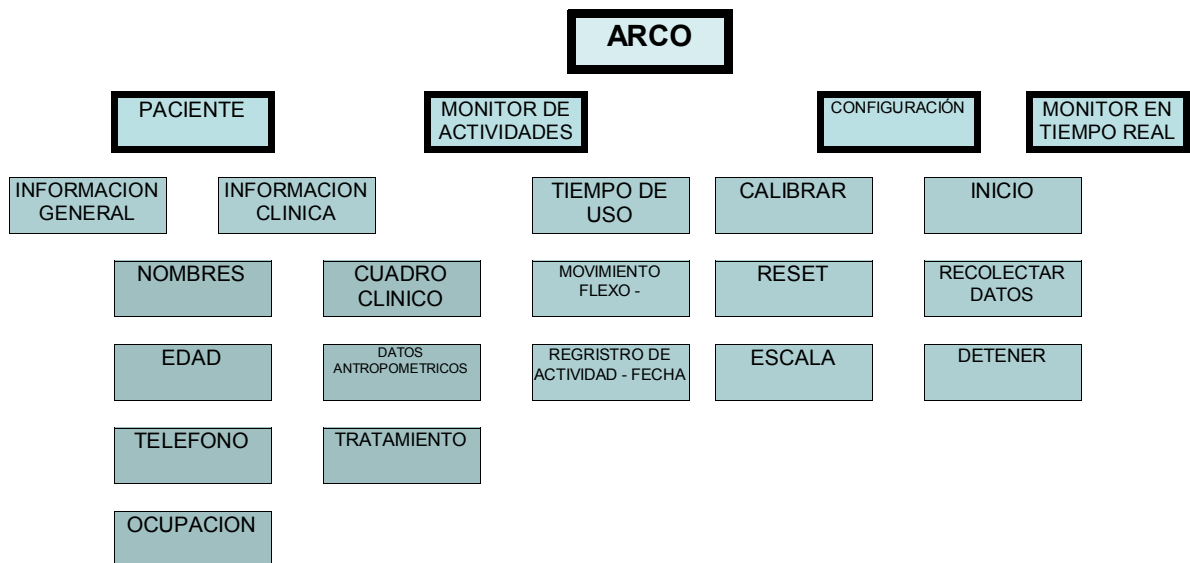 ARCO
PACIENTE
MONITOR DE
ACTIVIDADES
CONFIGURACIÓN
MONITOR EN
TIEMPO REAL
INFORMACION
GENERAL
INFORMACION
CLINICA
TIEMPO DE
USO
CALIBRAR
INICIO
NOMBRES
CUADRO
CLINICO
MOVIMIENTO
FLEXO -
RESET
RECOLECTAR
DATOS
EDAD
DATOS
ANTROPOMETRICOS
REGRISTRO DE
ACTIVIDAD - FECHA
ESCALA
DETENER
TELEFONO
TRATAMIENTO
OCUPACION